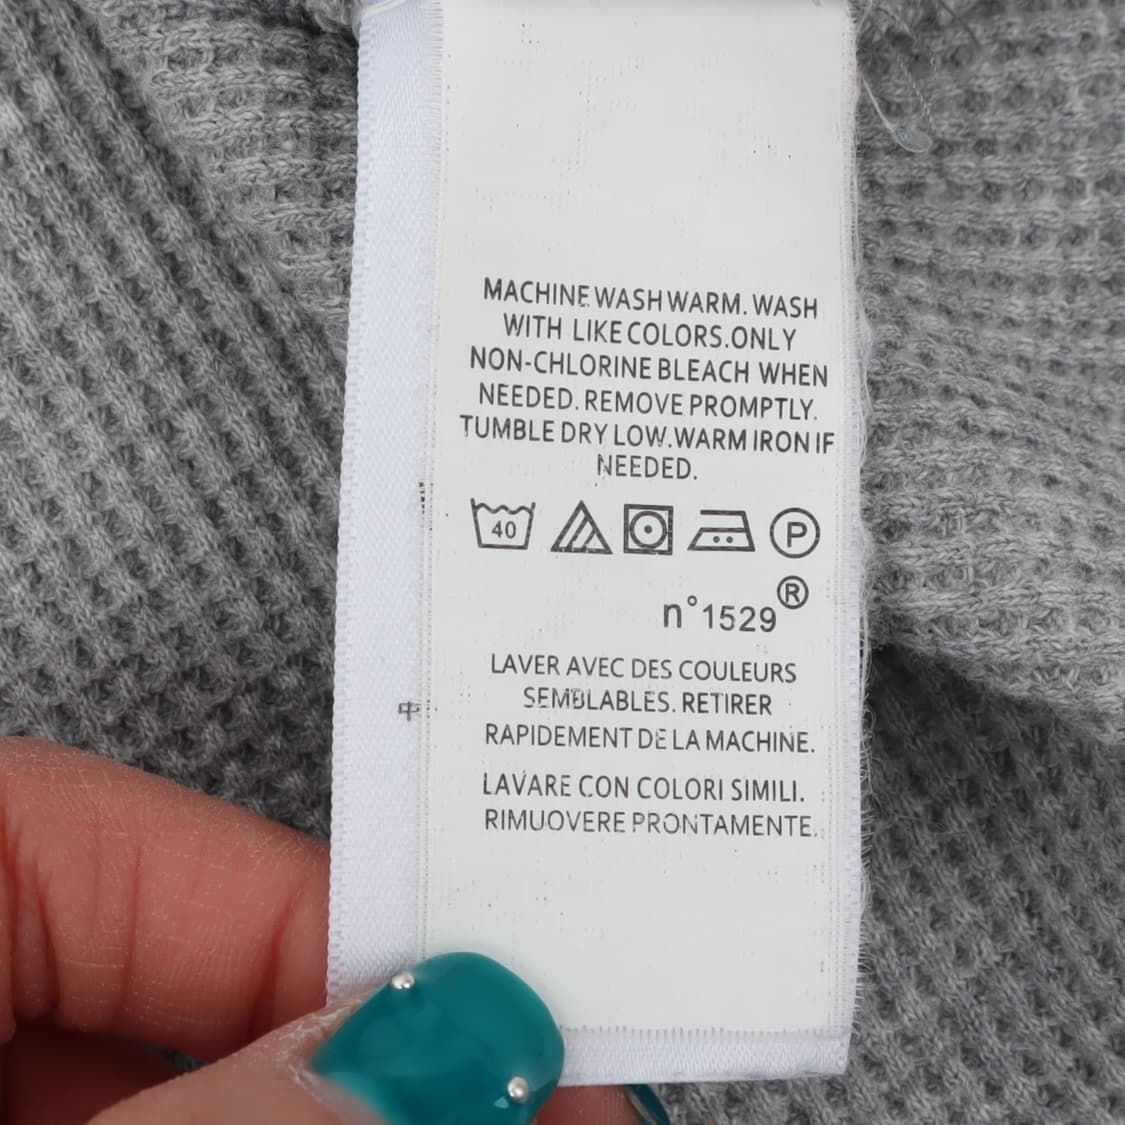 MACHINE WASH WARM. WASH
WITH LIKE COLORS.ONLY
NON-CHLORINE BLEACH WHEN
NEEDED. REMOVE PROMPTLY.
TUMBLE DRY LOW.WARM IRON IF
NEEDED.
40 P
n°1529®
LAVER AVEC DES COULEURS
SEMBLABLES. RETIRER
RAPIDEMENT DE LA MACHINE.
LAVARE CON COLORI SIMILI.
RIMUOVERE PRONTAMENTE.